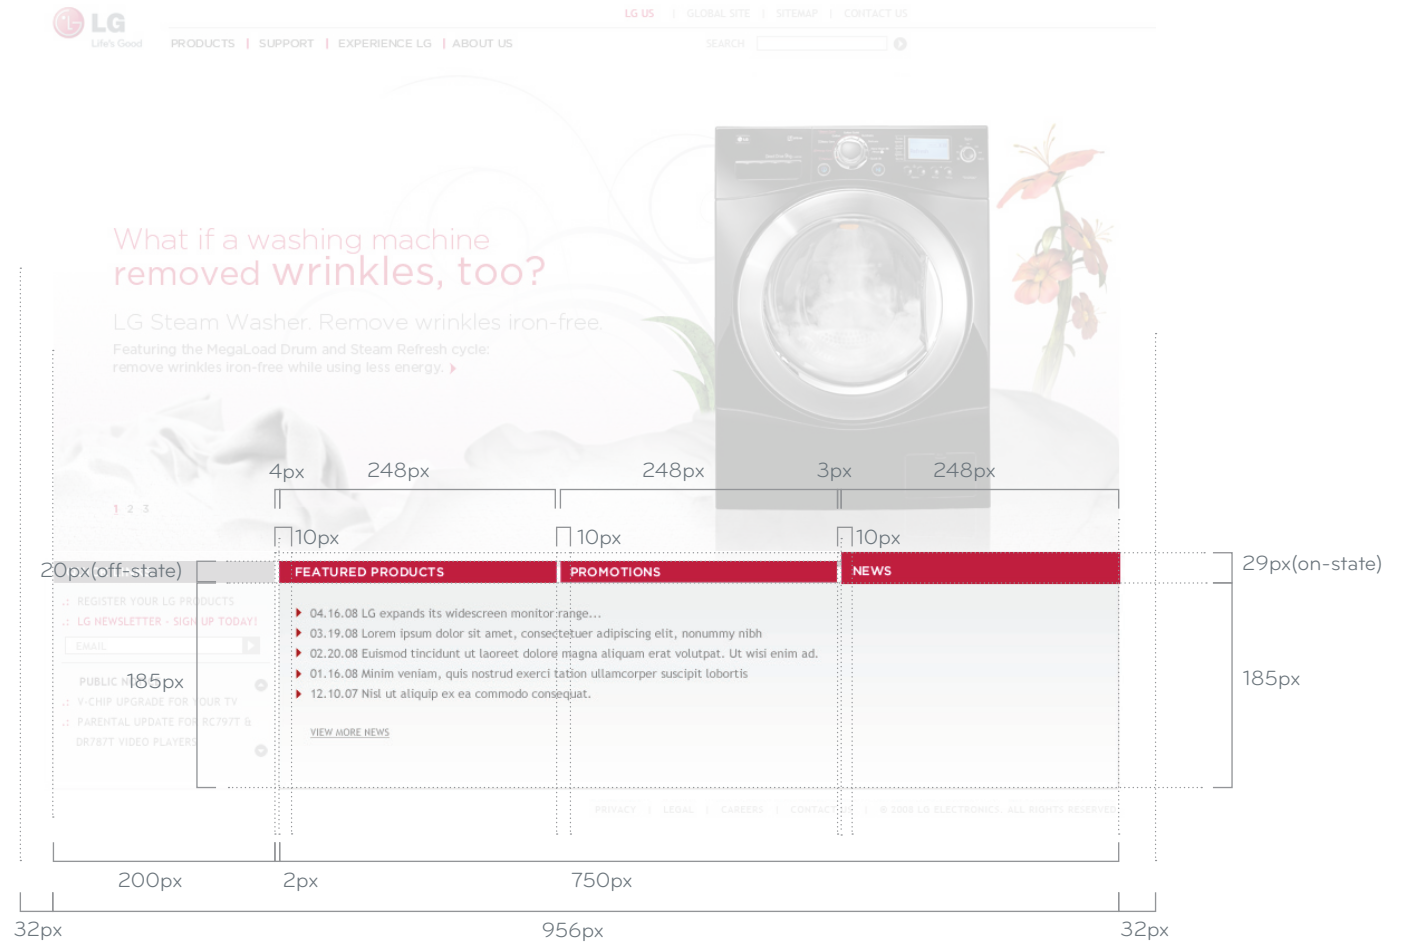 LG
Life's Good
LG US | GLOBAL SITE | SITEMAP | CONTACT US
PRODUCTS | SUPPORT | EXPERIENCE LG | ABOUT US
SEARCH
What if a washing machine
removed wrinkles, too?
LG Steam Washer. Remove wrinkles iron-free.
Featuring the MegaLoad Drum and Steam Refresh cycle:
remove wrinkles iron-free while using less energy.
4px 248px 248px 3px 248px
1 2 3
10px 10px 10px
20px(off-state)
29px(on-state)
FEATURED PRODUCTS PROMOTIONS NEWS
.: REGISTER YOUR LG PRODUCTS
.: LG NEWSLETTER - SIGN UP TODAY!
EMAIL
PUBLIC
.: V-CHIP UPGRADE FOR YOUR TV
.: PARENTAL UPDATE FOR RC797T &
DR787T VIDEO PLAYERS
185px
04.16.08 LG expands its widescreen monitor range...
03.19.08 Lorem ipsum dolor sit amet, consectetuer adipiscing elit, nonummy nibh
02.20.08 Euismod tincidunt ut laoreet dolore magna aliquam erat volutpat. Ut wisi enim ad.
01.16.08 Minim veniam, quis nostrud exerci tation ullamcorper suscipit lobortis
12.10.07 Nisl ut aliquip ex ea commodo consequat.
VIEW MORE NEWS
185px
PRIVACY | LEGAL | CAREERS | CONTACT | © 2008 LG ELECTRONICS. ALL RIGHTS RESERVED.
200px 2px 750px
32px 956px 32px